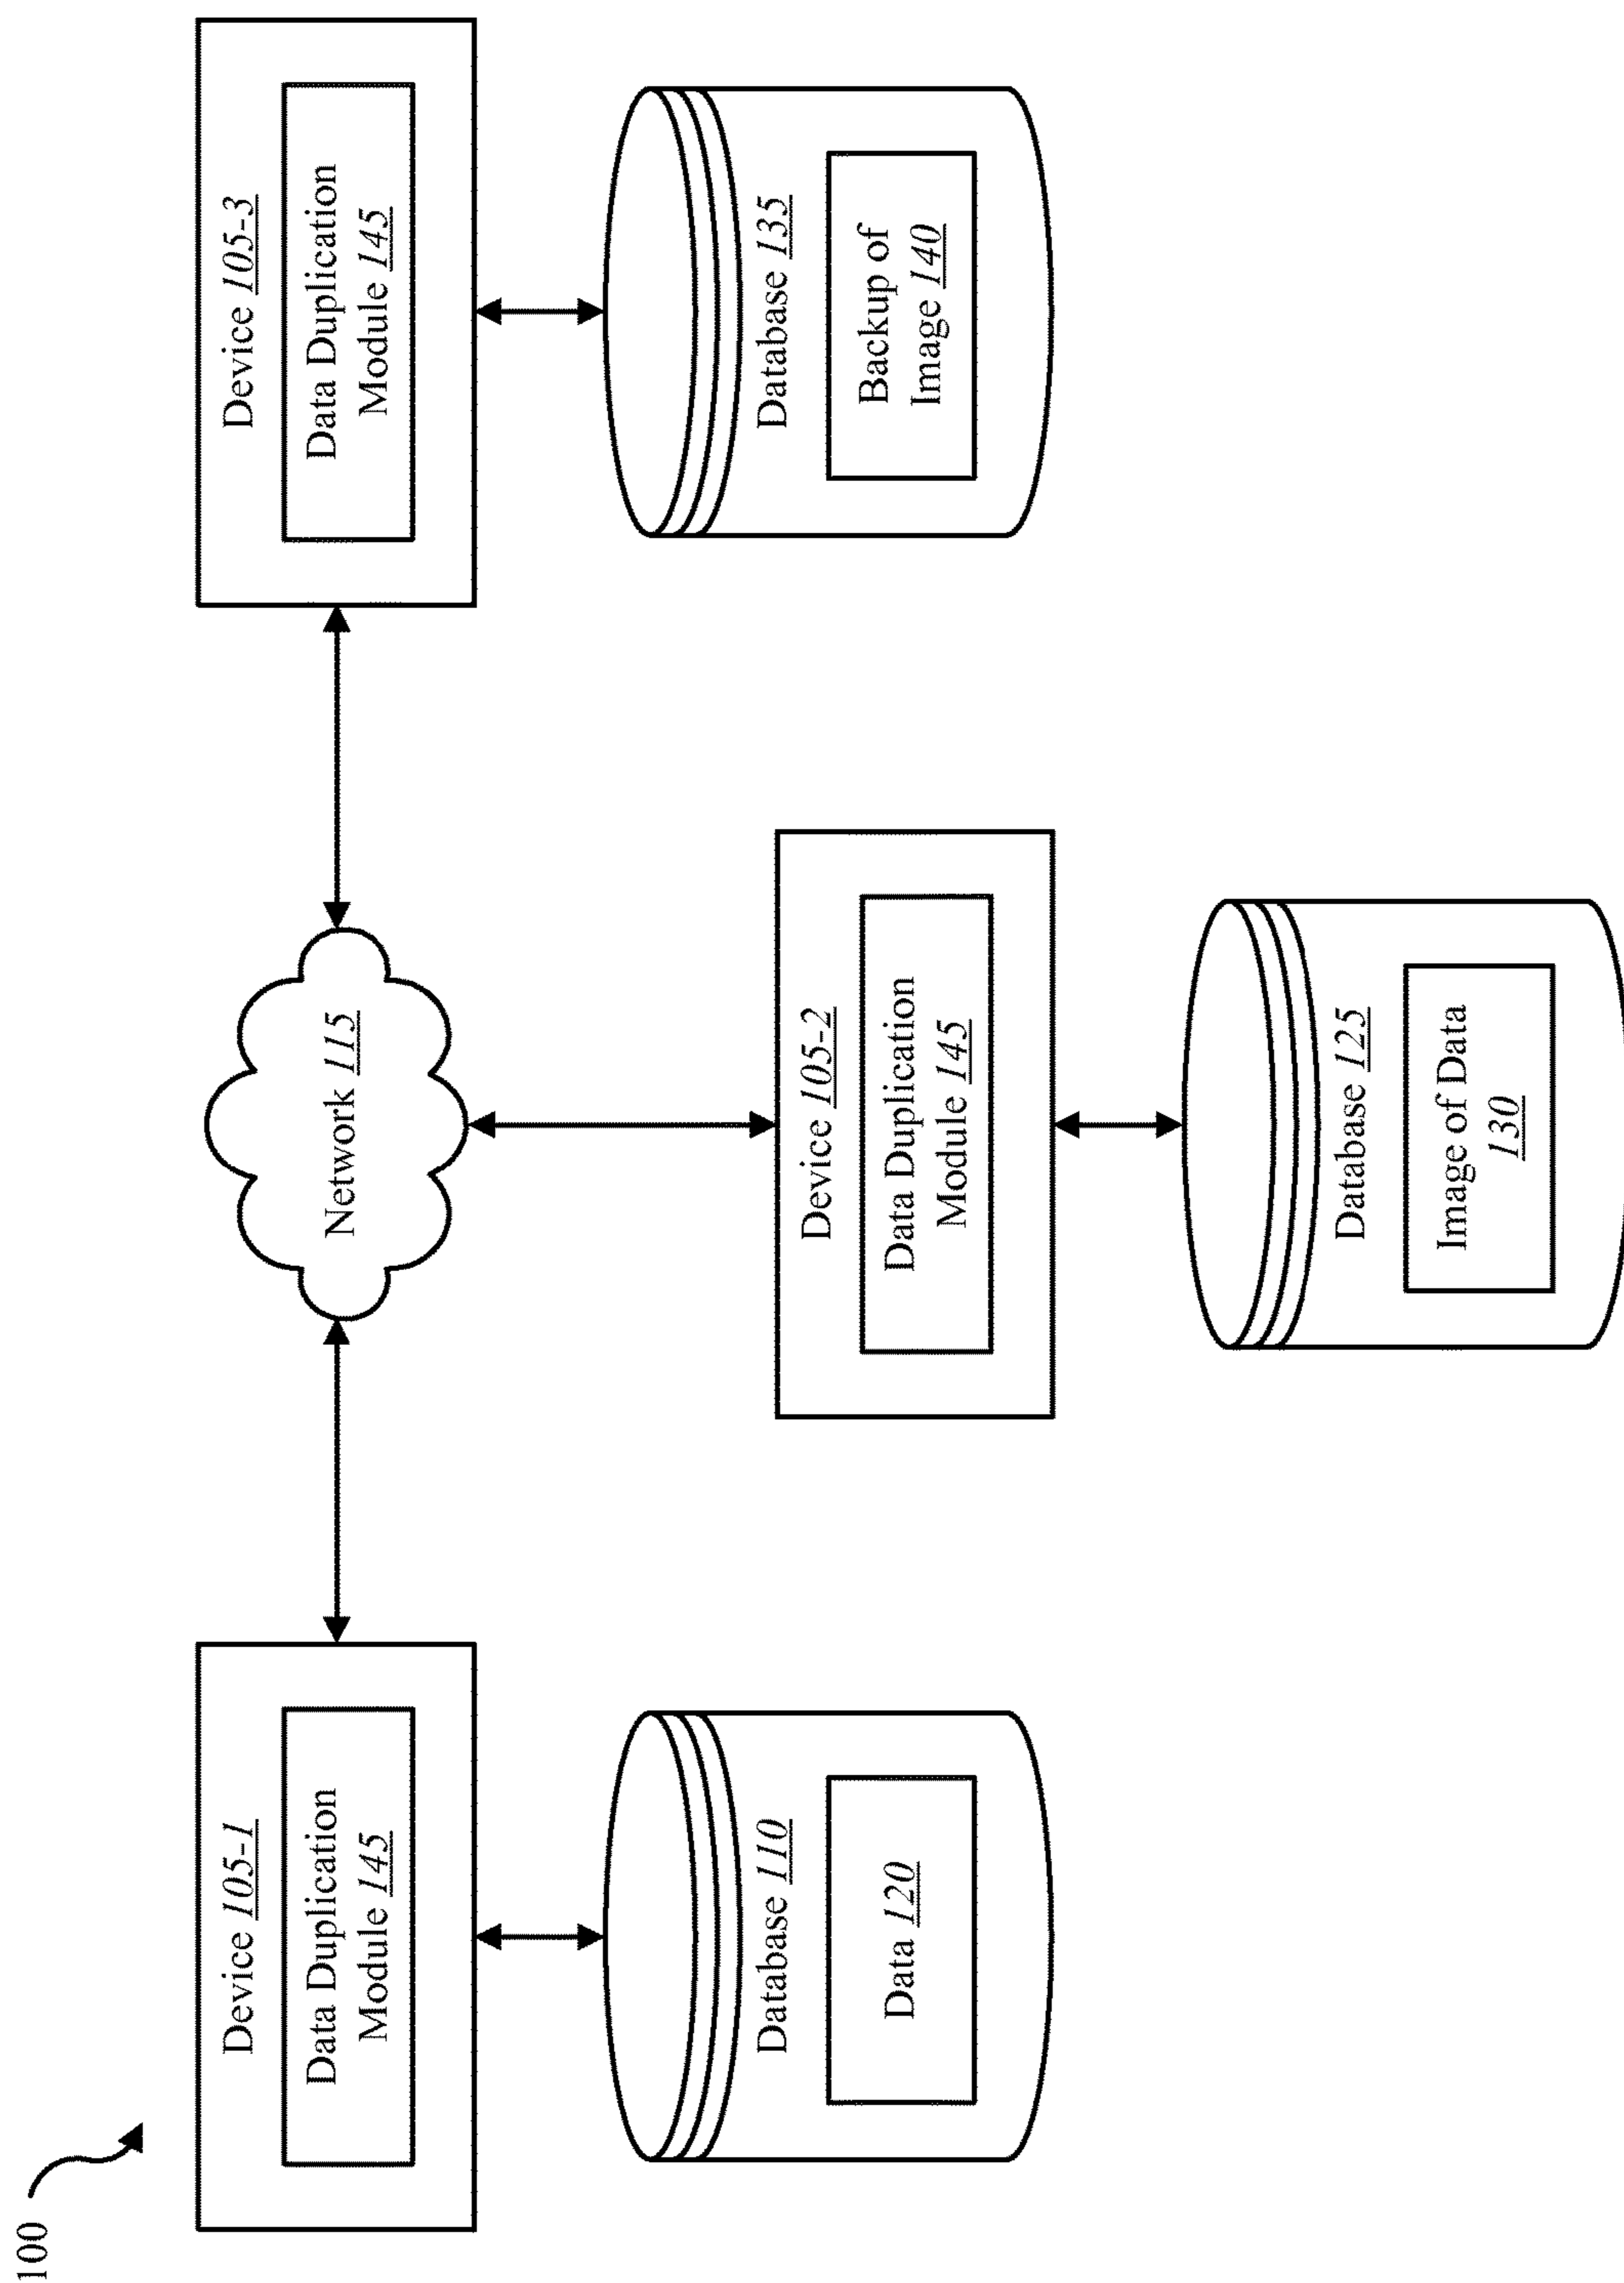 100
Device 105-1
Data Duplication
Module 145
Database 110
Data 120
Network 115
Device 105-2
Data Duplication
Module 145
Database 125
Image of Data
130
Device 105-3
Data Duplication
Module 145
Database 135
Backup of
Image 140